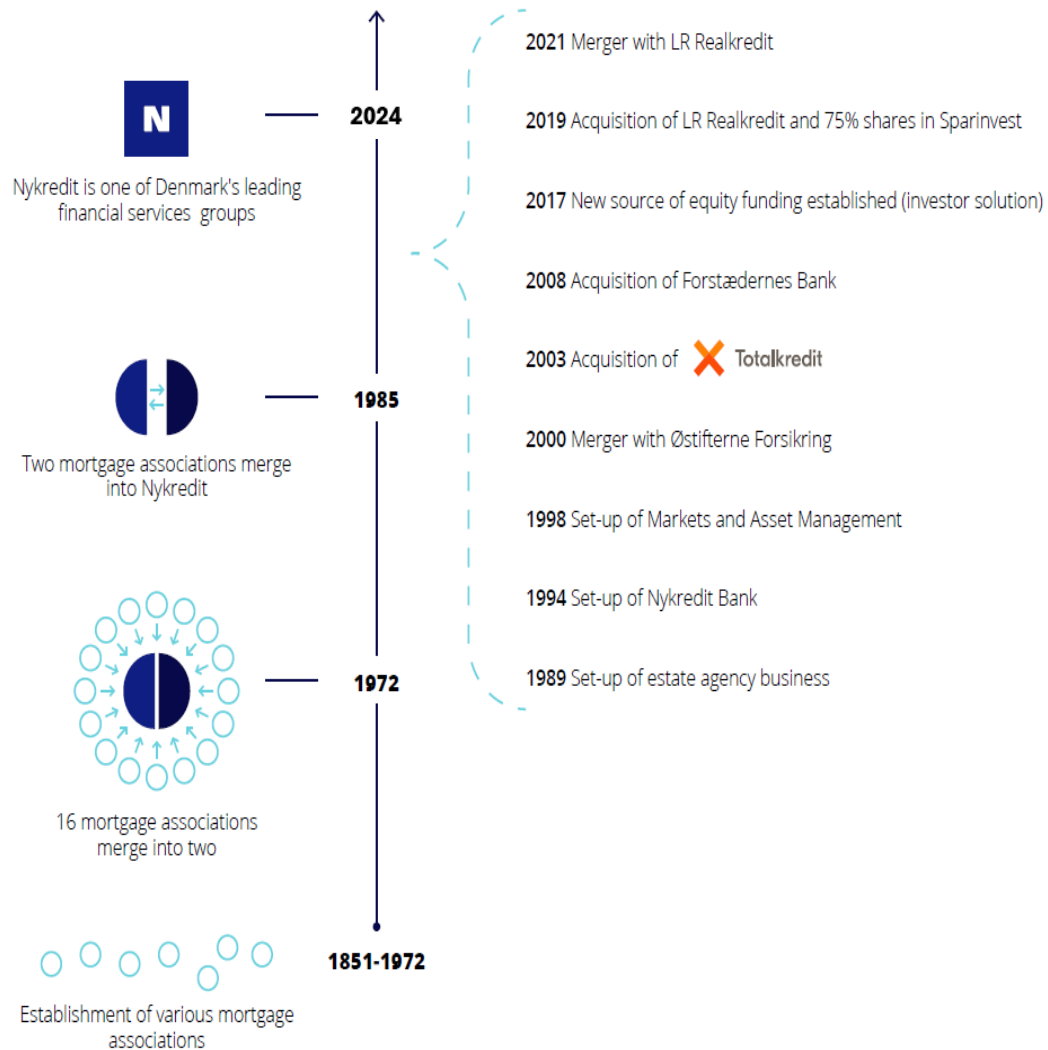 N
2024
Nykredit is one of Denmark's leading
financial services groups
1985
Two mortgage associations merge
into Nykredit
1972
16 mortgage associations
merge into two
1851-1972
Establishment of various mortgage
associations
2021 Merger with LR Realkredit
2019 Acquisition of LR Realkredit and 75% shares in Sparinvest
2017 New source of equity funding established (investor solution)
2008 Acquisition of Forstædernes Bank
2003 Acquisition of Totalkredit
2000 Merger with Østifterne Forsikring
1998 Set-up of Markets and Asset Management
1994 Set-up of Nykredit Bank
1989 Set-up of estate agency business